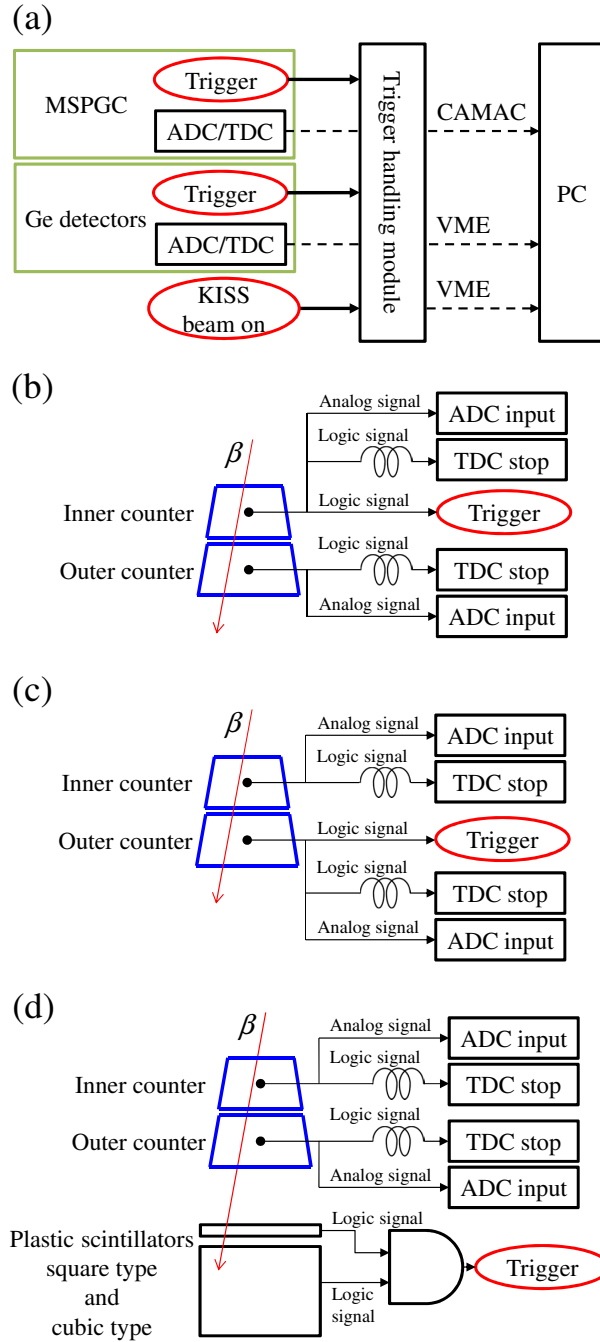 (a)
Trigger
MSPGC
ADC/TDC
Trigger
Ge detectors
ADC/TDC
KISS
beam on
Trigger handling module
CAMAC
VME
VME
PC
(b)
β
Inner counter
Outer counter
Analog signal
ADC input
Logic signal
TDC stop
Logic signal
Trigger
Logic signal
TDC stop
Analog signal
ADC input
(c)
β
Inner counter
Outer counter
Analog signal
ADC input
Logic signal
TDC stop
Logic signal
Trigger
Logic signal
TDC stop
Analog signal
ADC input
(d)
β
Inner counter
Outer counter
Analog signal
ADC input
Logic signal
TDC stop
Logic signal
TDC stop
Analog signal
ADC input
Plastic scintillators
square type
and
cubic type
Logic signal
Logic
signal
Trigger